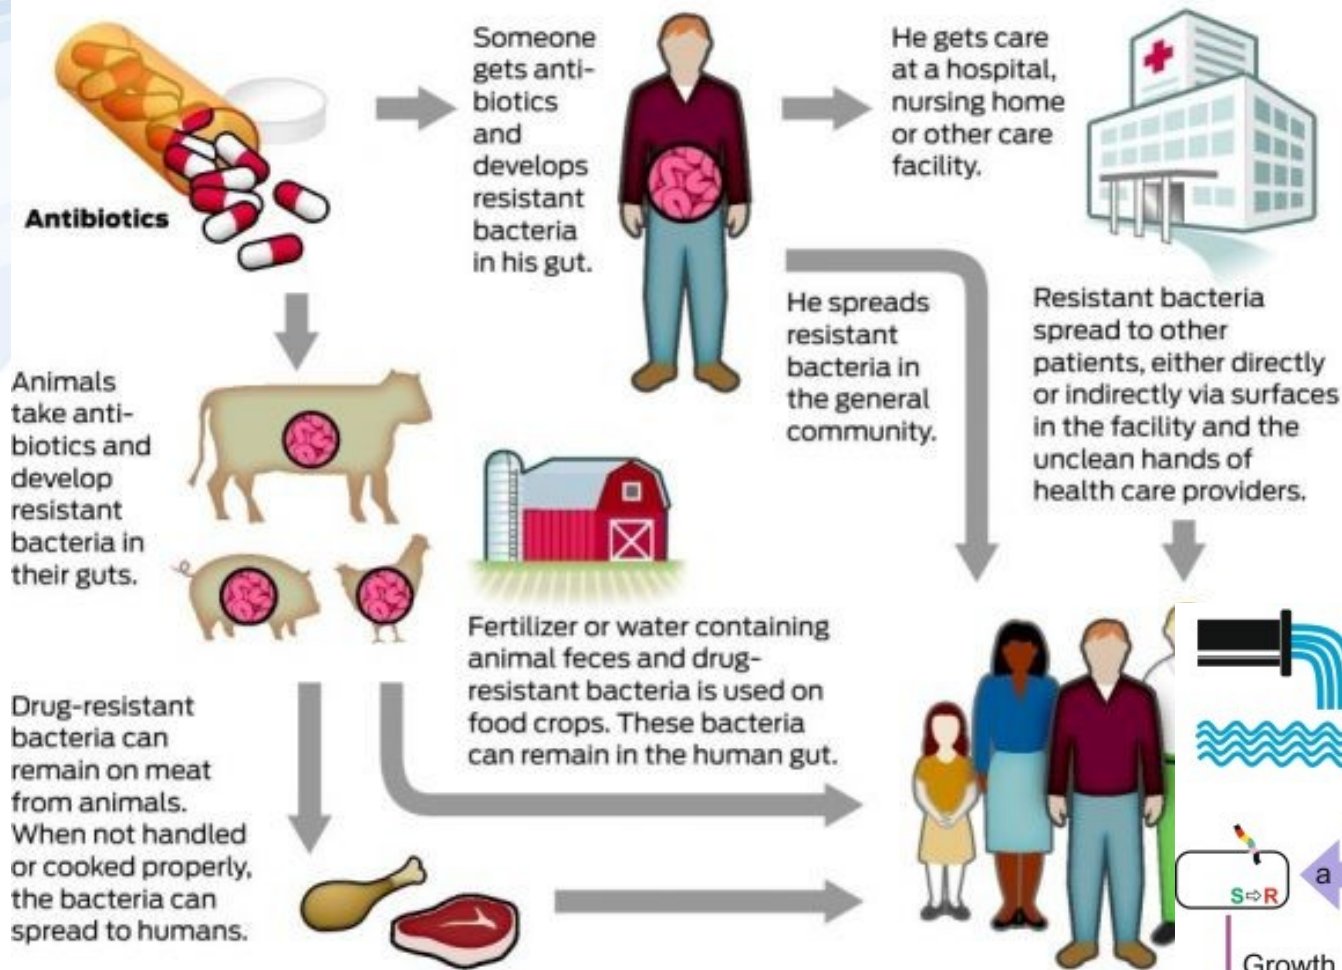 Antibiotics
Someone
gets anti-
biotics
and
develops
resistant
bacteria
in his gut.
He gets care
at a hospital,
nursing home
or other care
facility.
He spreads
resistant
bacteria in
the general
community.
Resistant bacteria
spread to other
patients, either directly
or indirectly via surfaces
in the facility and the
unclean hands of
health care providers.
Animals
take anti-
biotics and
develop
resistant
bacteria in
their guts.
Fertilizer or water containing
animal feces and drug-
resistant bacteria is used on
food crops. These bacteria
can remain in the human gut.
Drug-resistant
bacteria can
remain on meat
from animals.
When not handled
or cooked properly,
the bacteria can
spread to humans.
a
S⇨R
Growth